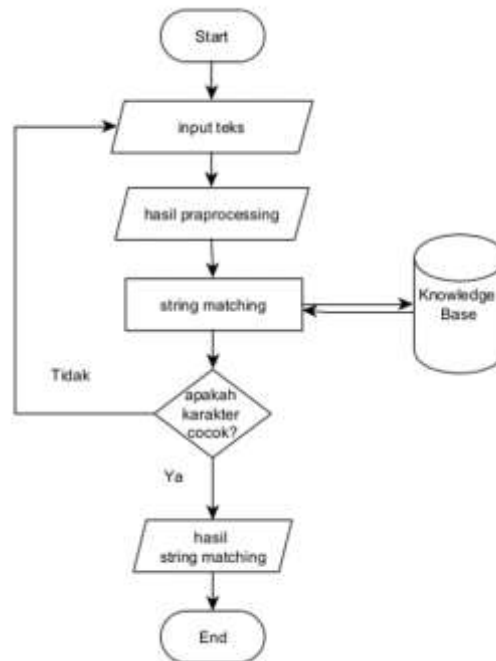 Start
input teks
hasil praprocessing
string matching
Knowledge
Base
Tidak
apakah
karakter
cocok?
Ya
hasil
string matching
End